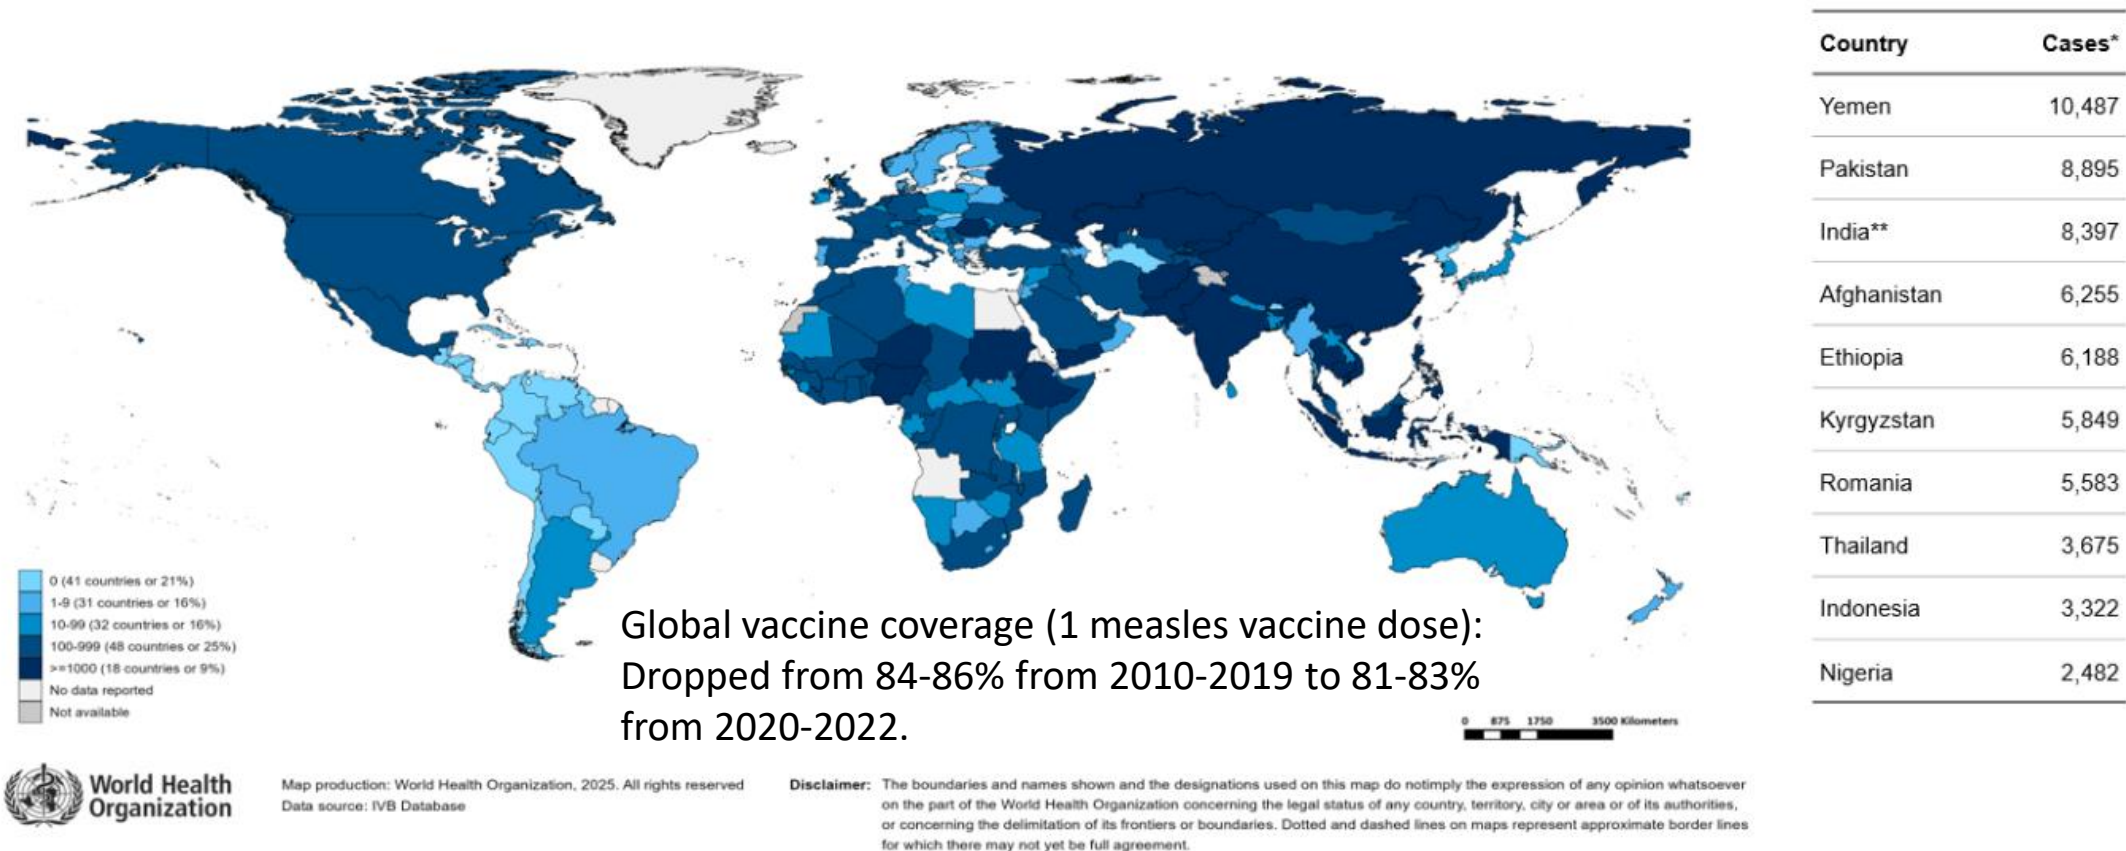 Country Cases*
Yemen 10,487
Pakistan 8,895
India** 8,397
Afghanistan 6,255
Ethiopia 6,188
Kyrgyzstan 5,849
Romania 5,583
Thailand 3,675
Indonesia 3,322
Nigeria 2,482
0 (41 countries or 21%)
1-9 (31 countries or 16%)
10-99 (32 countries or 16%)
100-999 (48 countries or 25%)
>=1000 (18 countries or 9%)
No data reported
Not available
Global vaccine coverage (1 measles vaccine dose):
Dropped from 84-86% from 2010-2019 to 81-83%
from 2020-2022.
0 875 1750 3500 Kilometers
World Health
Organization
Map production: World Health Organization, 2025. All rights reserved
Data source: IVB Database
Disclaimer: The boundaries and names shown and the designations used on this map do notimply the expression of any opinion whatsoever
on the part of the World Health Organization concerning the legal status of any country, territory, city or area or of its authorities,
or concerning the delimitation of its frontiers or boundaries. Dotted and dashed lines on maps represent approximate border lines
for which there may not yet be full agreement.